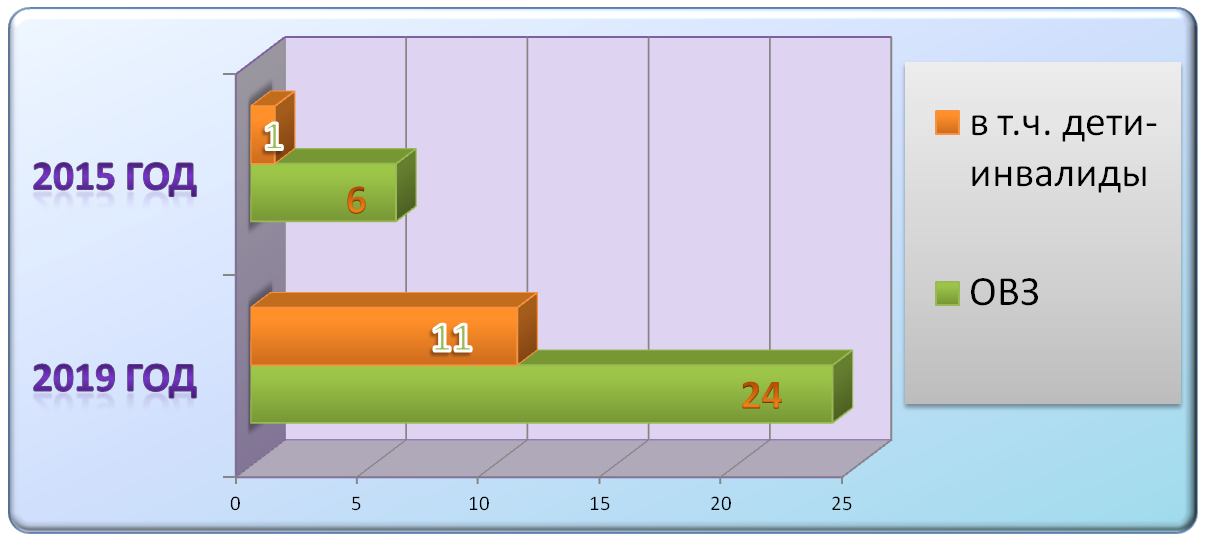 2015 ГОД
1
6
2019 ГОД
11
24
0 5 10 15 20 25
в т.ч. дети-
инвалиды
ОВЗ